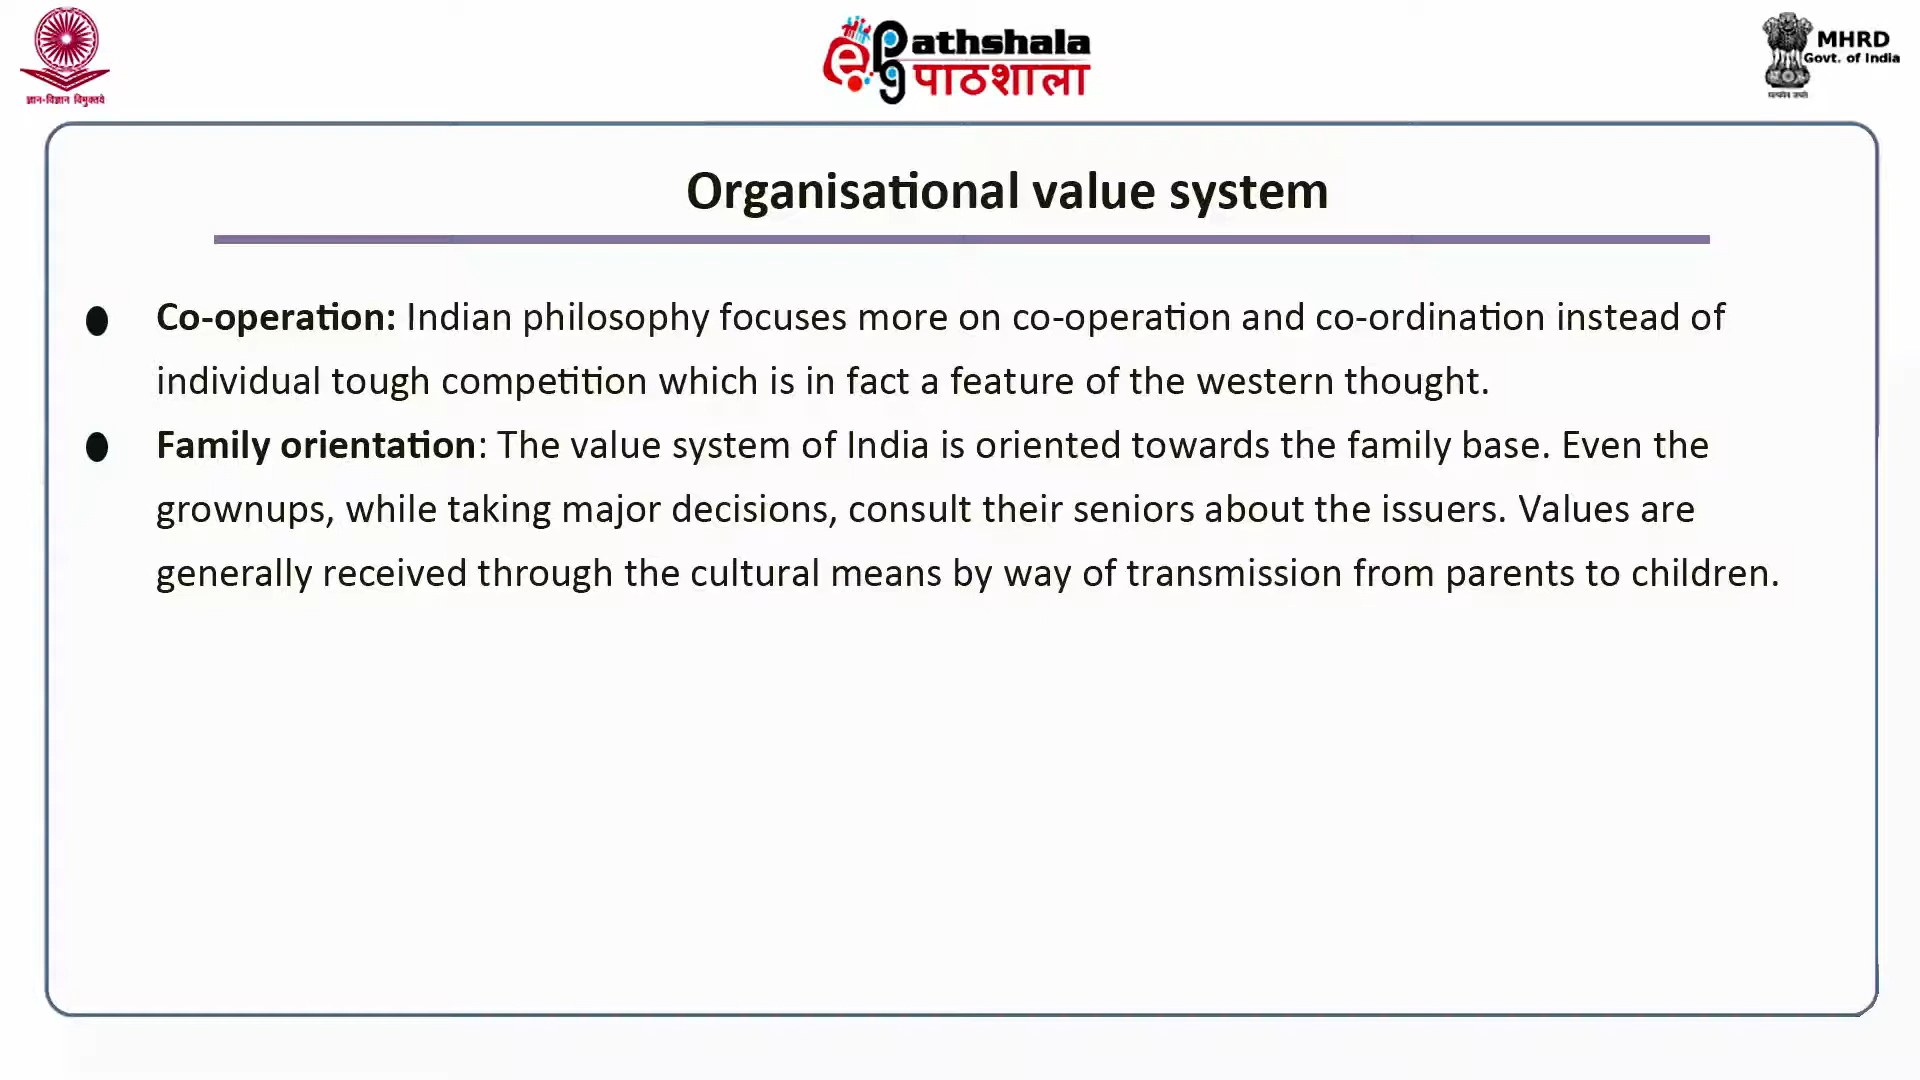 ज्ञान-विज्ञान विमुक्तये
ePG
athshala
पाठशाला
MHRD
Govt. of India
सत्यमेव जयते
Organisational value system
Co-operation: Indian philosophy focuses more on co-operation and co-ordination instead of
individual tough competition which is in fact a feature of the western thought.
Family orientation: The value system of India is oriented towards the family base. Even the
grownups, while taking major decisions, consult their seniors about the issuers. Values are
generally received through the cultural means by way of transmission from parents to children.